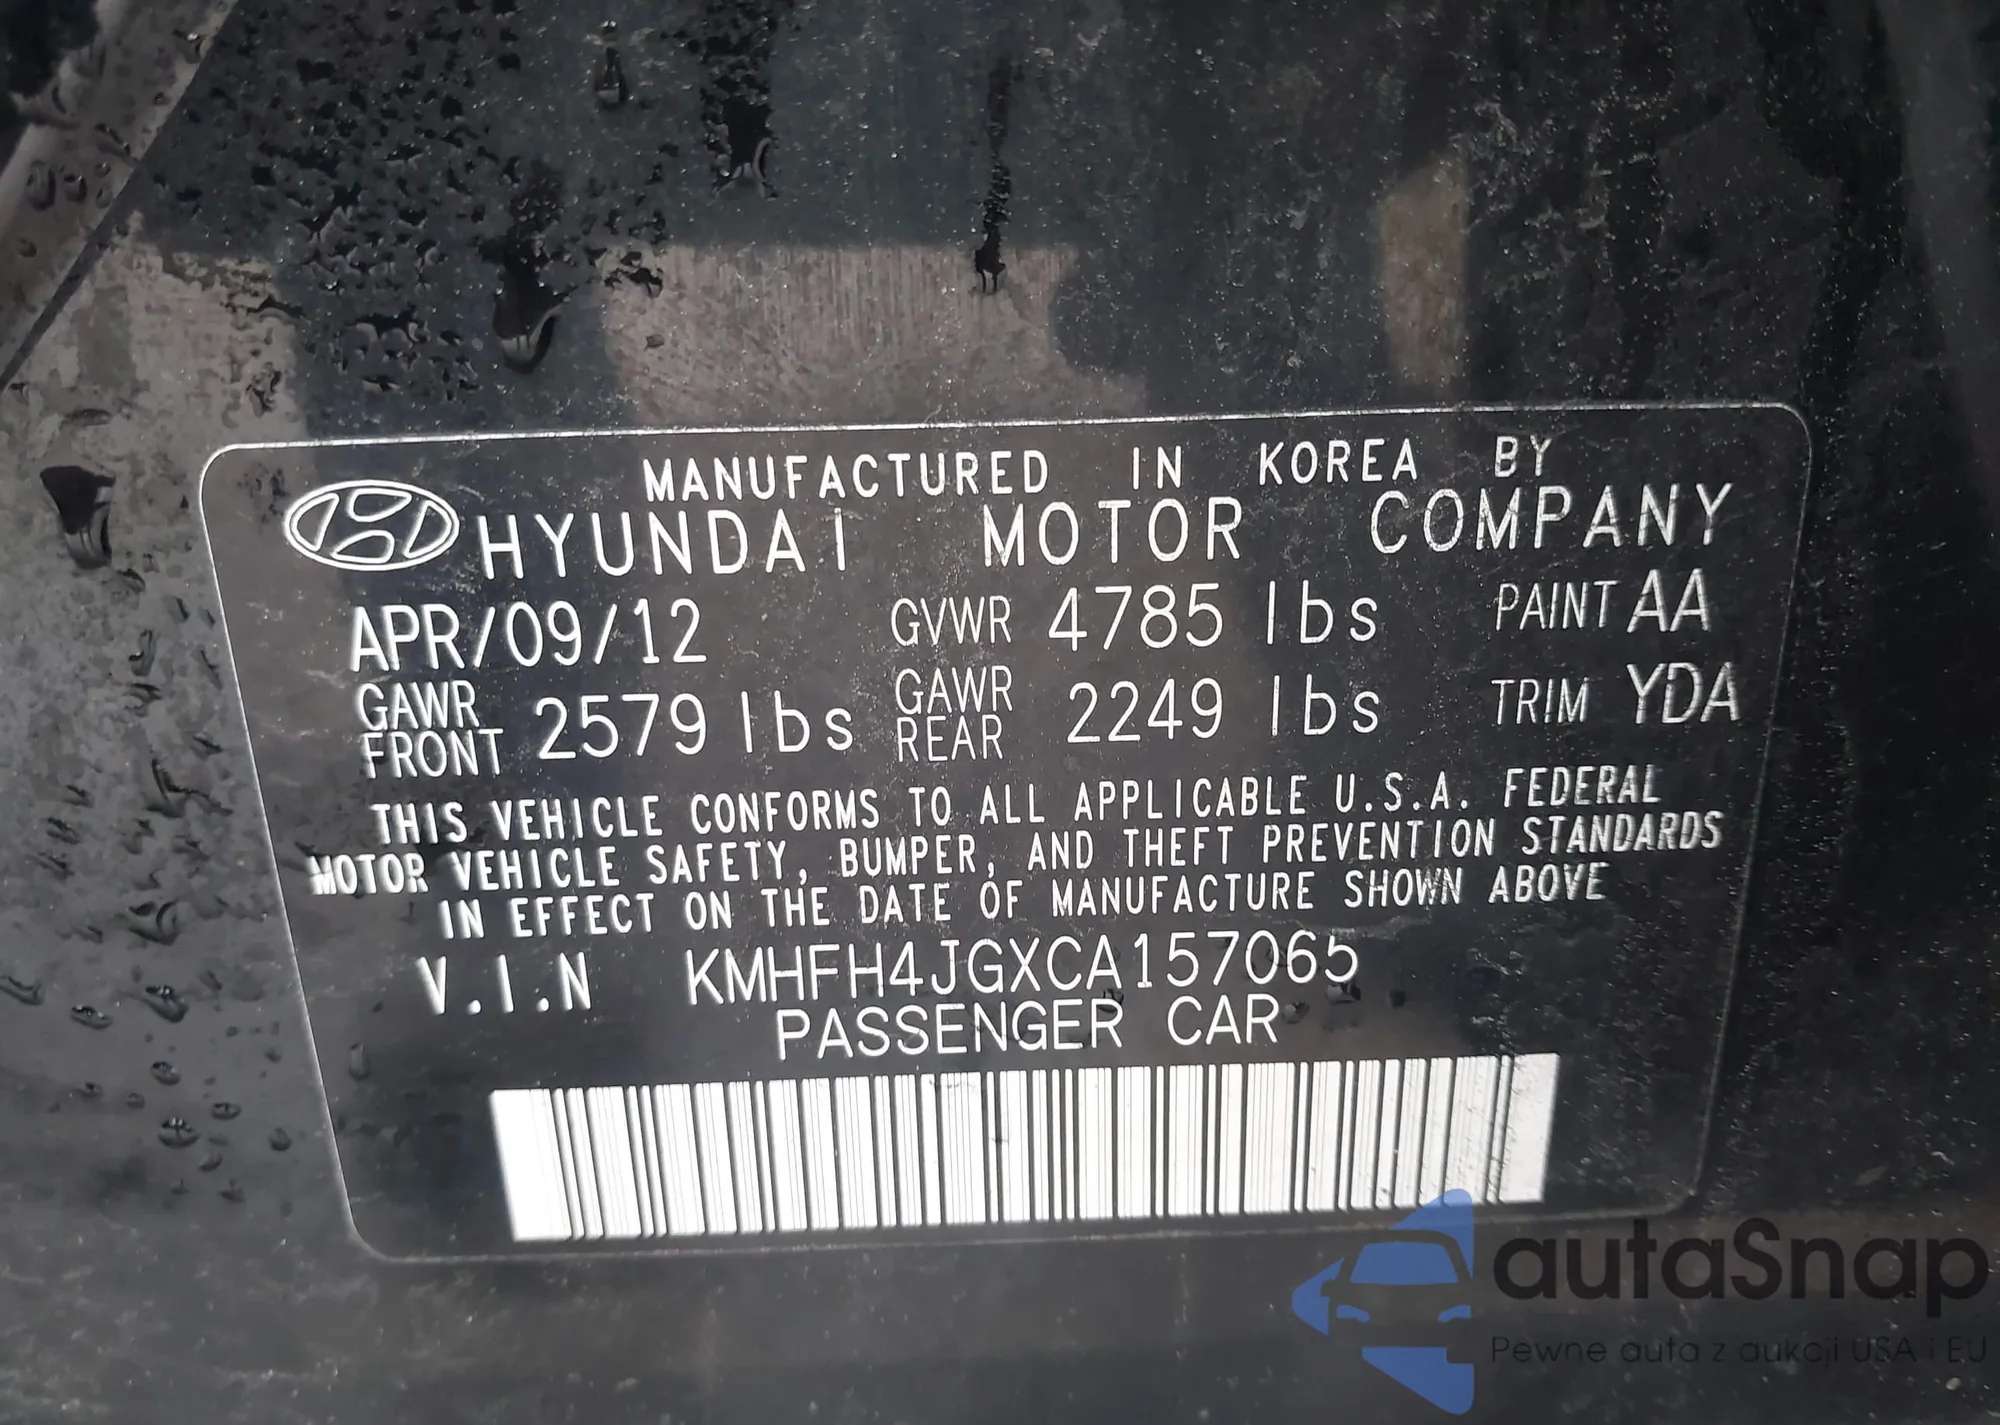 MANUFACTURED IN KOREA BY
HYUNDAI MOTOR COMPANY
APR/09/12 GVWR 4785 lbs PAINT AA
GAWR FRONT 2579 lbs GAWR REAR 2249 lbs TRIM YDA
THIS VEHICLE CONFORMS TO ALL APPLICABLE U.S.A. FEDERAL
MOTOR VEHICLE SAFETY, BUMPER, AND THEFT PREVENTION STANDARDS
IN EFFECT ON THE DATE OF MANUFACTURE SHOWN ABOVE
V.I.N KMHFH4JGXCA157065
PASSENGER CAR
autaSnap
Pewne auta z aukcji USA i EU